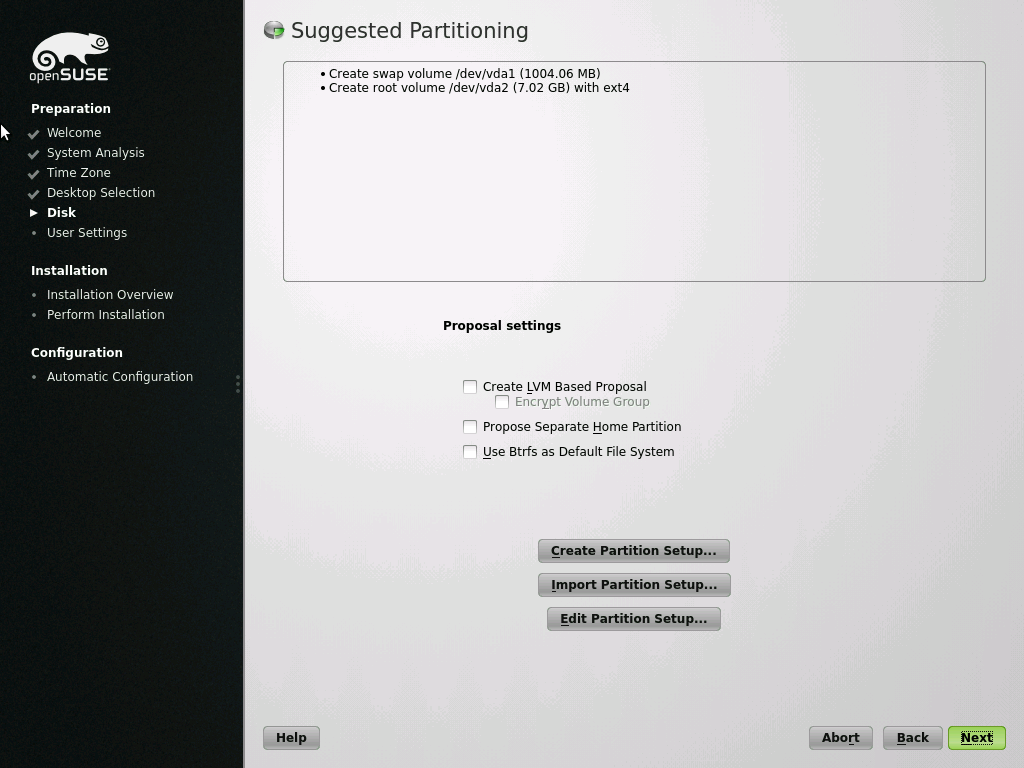 openSUSE
Preparation
Welcome
System Analysis
Time Zone
Desktop Selection
Disk
User Settings
Installation
Installation Overview
Perform Installation
Configuration
Automatic Configuration
Suggested Partitioning
• Create swap volume /dev/vda1 (1004.06 MB)
• Create root volume /dev/vda2 (7.02 GB) with ext4
Proposal settings
Create LVM Based Proposal
Encrypt Volume Group
Propose Separate Home Partition
Use Btrfs as Default File System
Create Partition Setup...
Import Partition Setup...
Edit Partition Setup...
Help
Abort
Back
Next